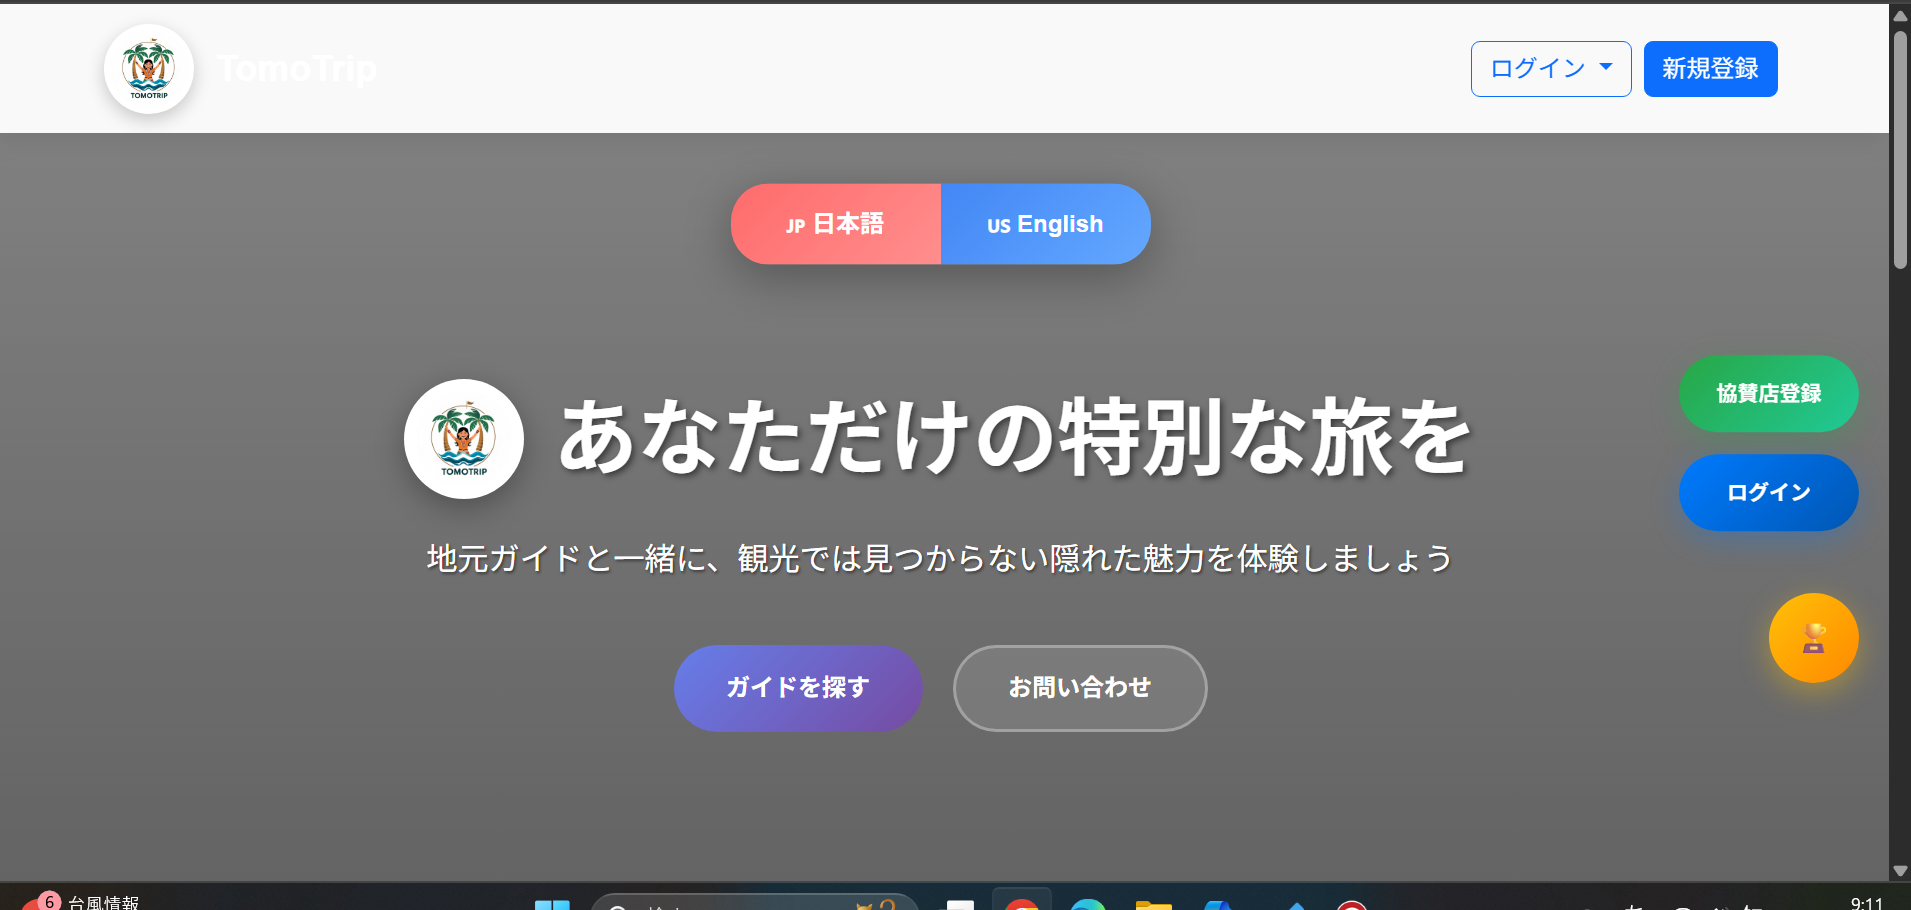 TOMOTRIP
TomoTrip
ログイン
新規登録
JP 日本語
US English
協賛店登録
TOMOTRIP
あなただけの特別な旅を
ログイン
地元ガイドと一緒に、観光では見つからない隠れた魅力を体験しましょう
ガイドを探す
お問い合わせ
6
台風情報
9:11